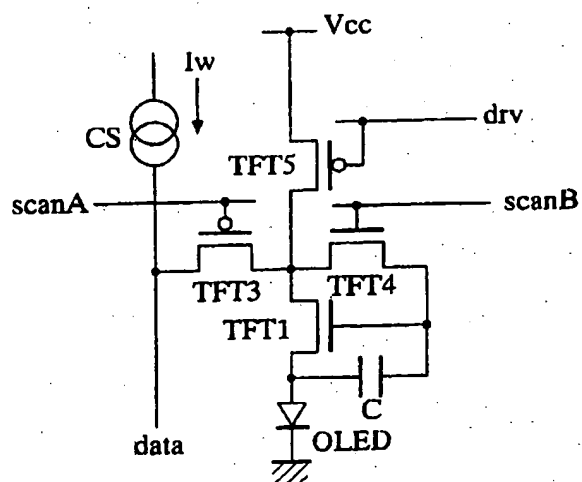 Vcc
Iw
drv
CS
TFT5
scanA
scanB
TFT3
TFT4
TFT1
C
OLED
data